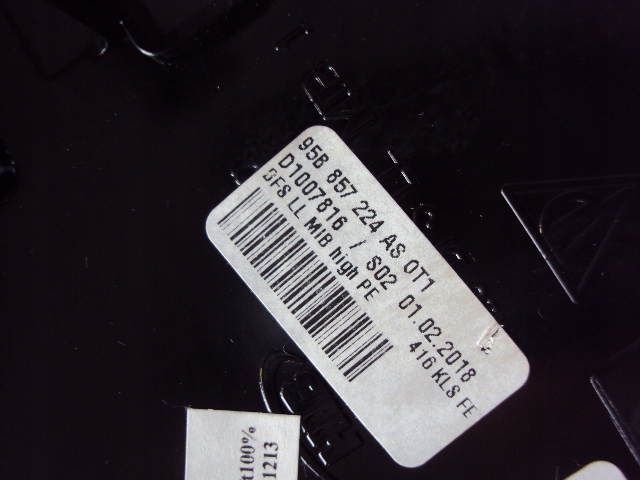 95B 857 224 AS 0T1
D1007816 / S02 01.02.2018
BFS LL MIB high PE
416 KLS FE
t100%
1213